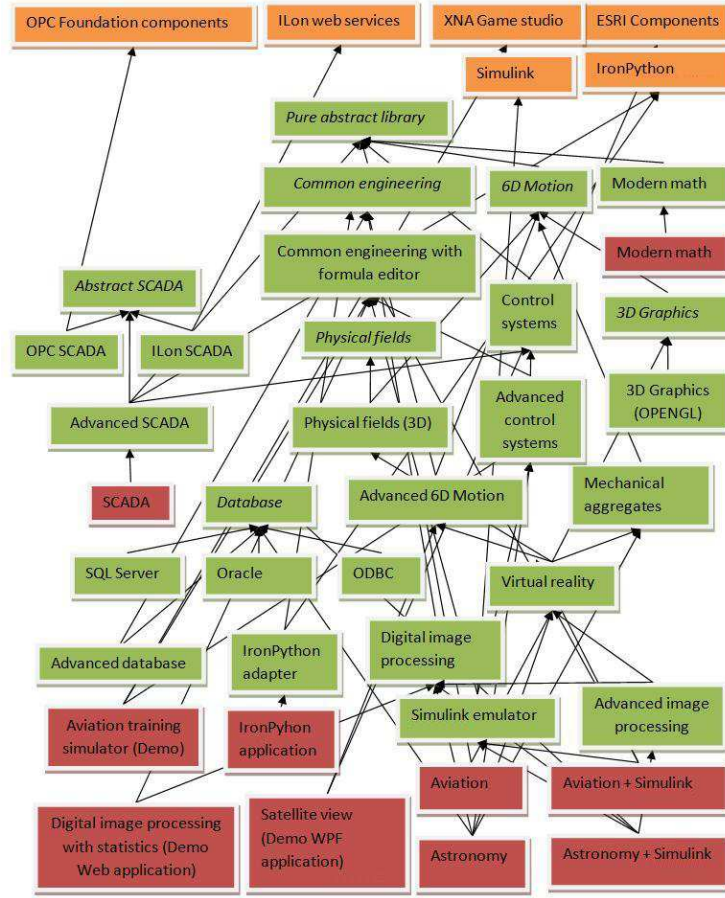 OPC Foundation components
ILon web services
XNA Game studio
ESRI Components
Simulink
IronPython
Pure abstract library
Common engineering
6D Motion
Modern math
Common engineering with
formula editor
Modern math
Abstract SCADA
Control
systems
3D Graphics
OPC SCADA
ILon SCADA
Physical fields
Advanced SCADA
Physical fields (3D)
Advanced
control
systems
3D Graphics
(OPENGL)
SCADA
Database
Advanced 6D Motion
Mechanical
aggregates
SQL Server
Oracle
ODBC
Virtual reality
Advanced database
IronPython
adapter
Digital image
processing
Aviation training
simulator (Demo)
IronPyhon
application
Simulink emulator
Advanced image
processing
Digital image processing
with statistics (Demo
Web application)
Satellite view
(Demo WPF
application)
Aviation
Aviation + Simulink
Astronomy
Astronomy + Simulink